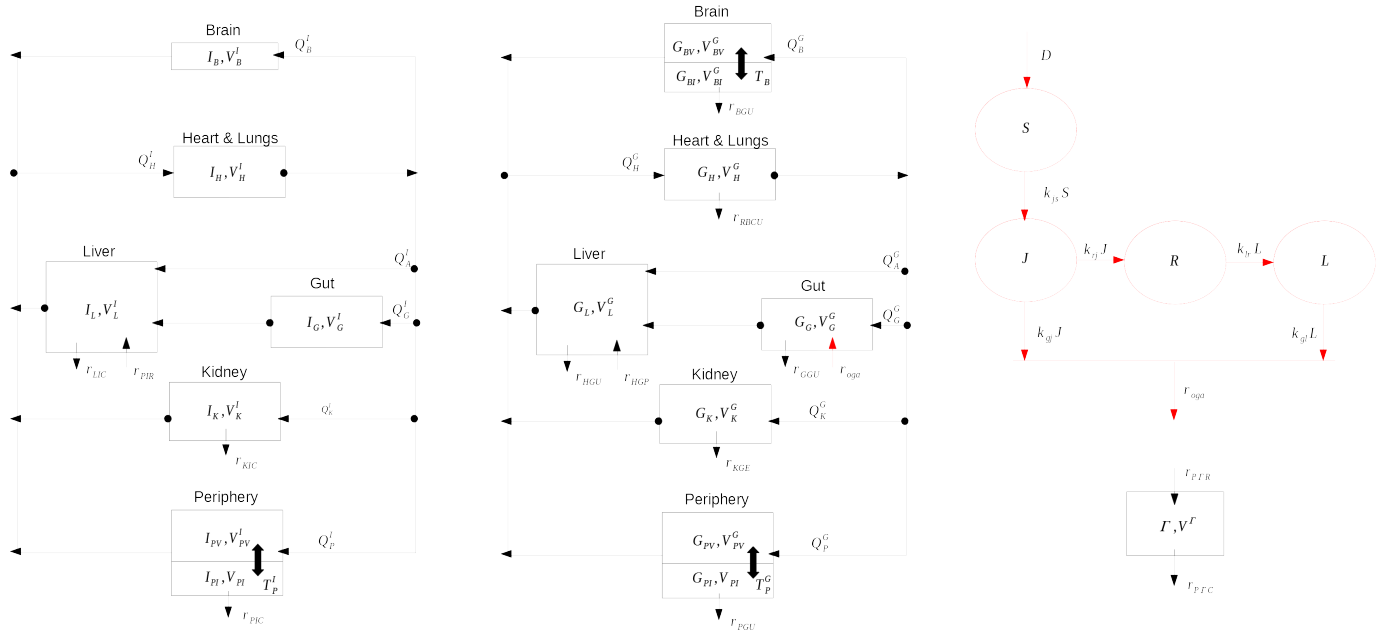 Brain
Q_B^I
I_B, V_B^I
Heart & Lungs
Q_H^I
I_H, V_H^I
Liver
Q_A^I
I_L, V_L^I
Gut
Q_G^I
I_G, V_G^I
r_LIC
r_PIR
Kidney
I_K, V_K^I
Q_K^I
r_KIC
Periphery
I_PV, V_PV^I
Q_P^I
I_PI, V_PI
T_P^I
r_PIC
Brain
G_BV, V_BV^G
Q_B^G
G_BI, V_BI^G
T_B
r_BGU
Heart & Lungs
Q_H^G
G_H, V_H^G
r_RBCU
Liver
Q_A^G
G_L, V_L^G
Gut
Q_G^G
G_G, V_G^G
r_HGU
r_HGP
r_GGU
r_oga
Kidney
G_K, V_K^G
Q_K^G
r_KGE
Periphery
G_PV, V_PV^G
Q_P^G
G_PI, V_PI
T_P^G
r_PGU
D
S
k_js S
J
k_rj J
R
k_lr L
L
k_gj J
k_gl L
r_oga
r_PΓR
Γ, V^Γ
r_PΓC